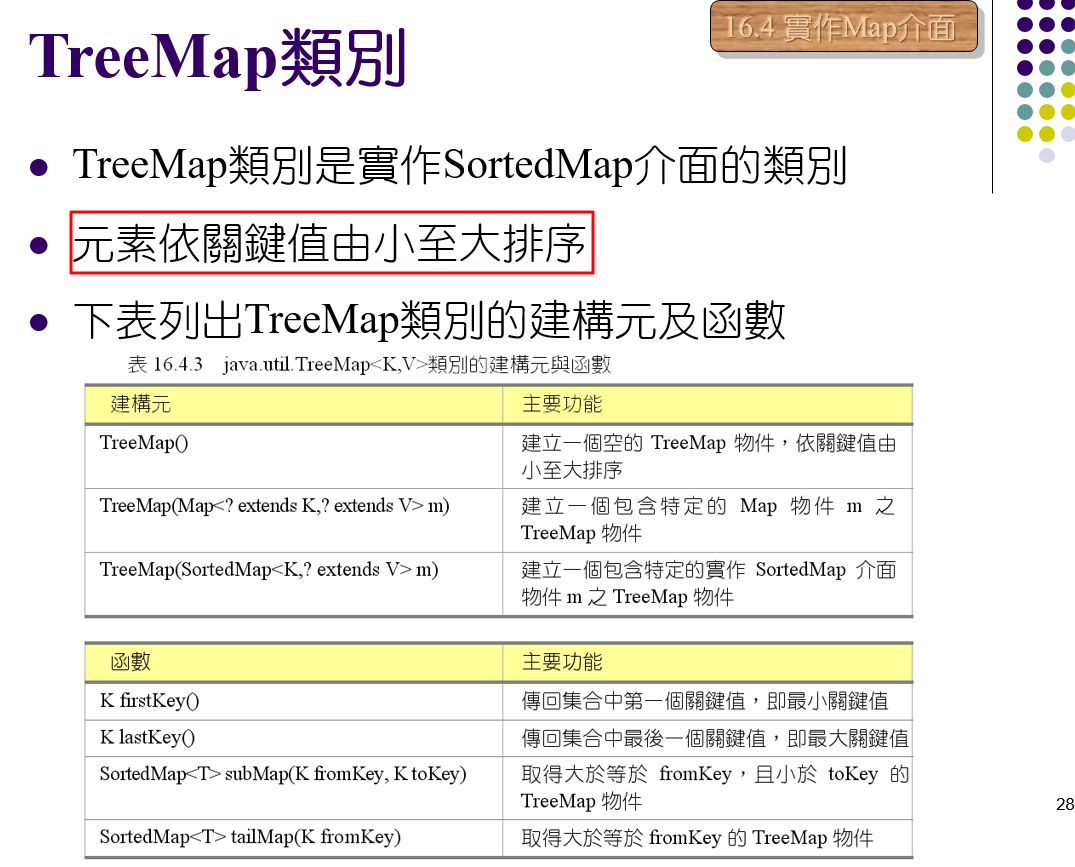 16.4 實作Map介面
TreeMap類別
TreeMap類別是實作SortedMap介面的類別
元素依關鍵值由小至大排序
下表列出TreeMap類別的建構元及函數
表 16.4.3 java.util.TreeMap<K,V>類別的建構元與函數
建構元 主要功能
TreeMap() 建立一個空的 TreeMap 物件，依關鍵值由
小至大排序
TreeMap(Map<? extends K,? extends V> m) 建立一個包含特定的 Map 物件 m 之
TreeMap 物件
TreeMap(SortedMap<K,? extends V> m) 建立一個包含特定的實作 SortedMap 介面
物件 m 之 TreeMap 物件
函數 主要功能
K firstKey() 傳回集合中第一個關鍵值，即最小關鍵值
K lastKey() 傳回集合中最後一個關鍵值，即最大關鍵值
SortedMap<T> subMap(K fromKey, K toKey) 取得大於等於 fromKey，且小於 toKey 的
TreeMap 物件
SortedMap<T> tailMap(K fromKey) 取得大於等於 fromKey 的 TreeMap 物件
28